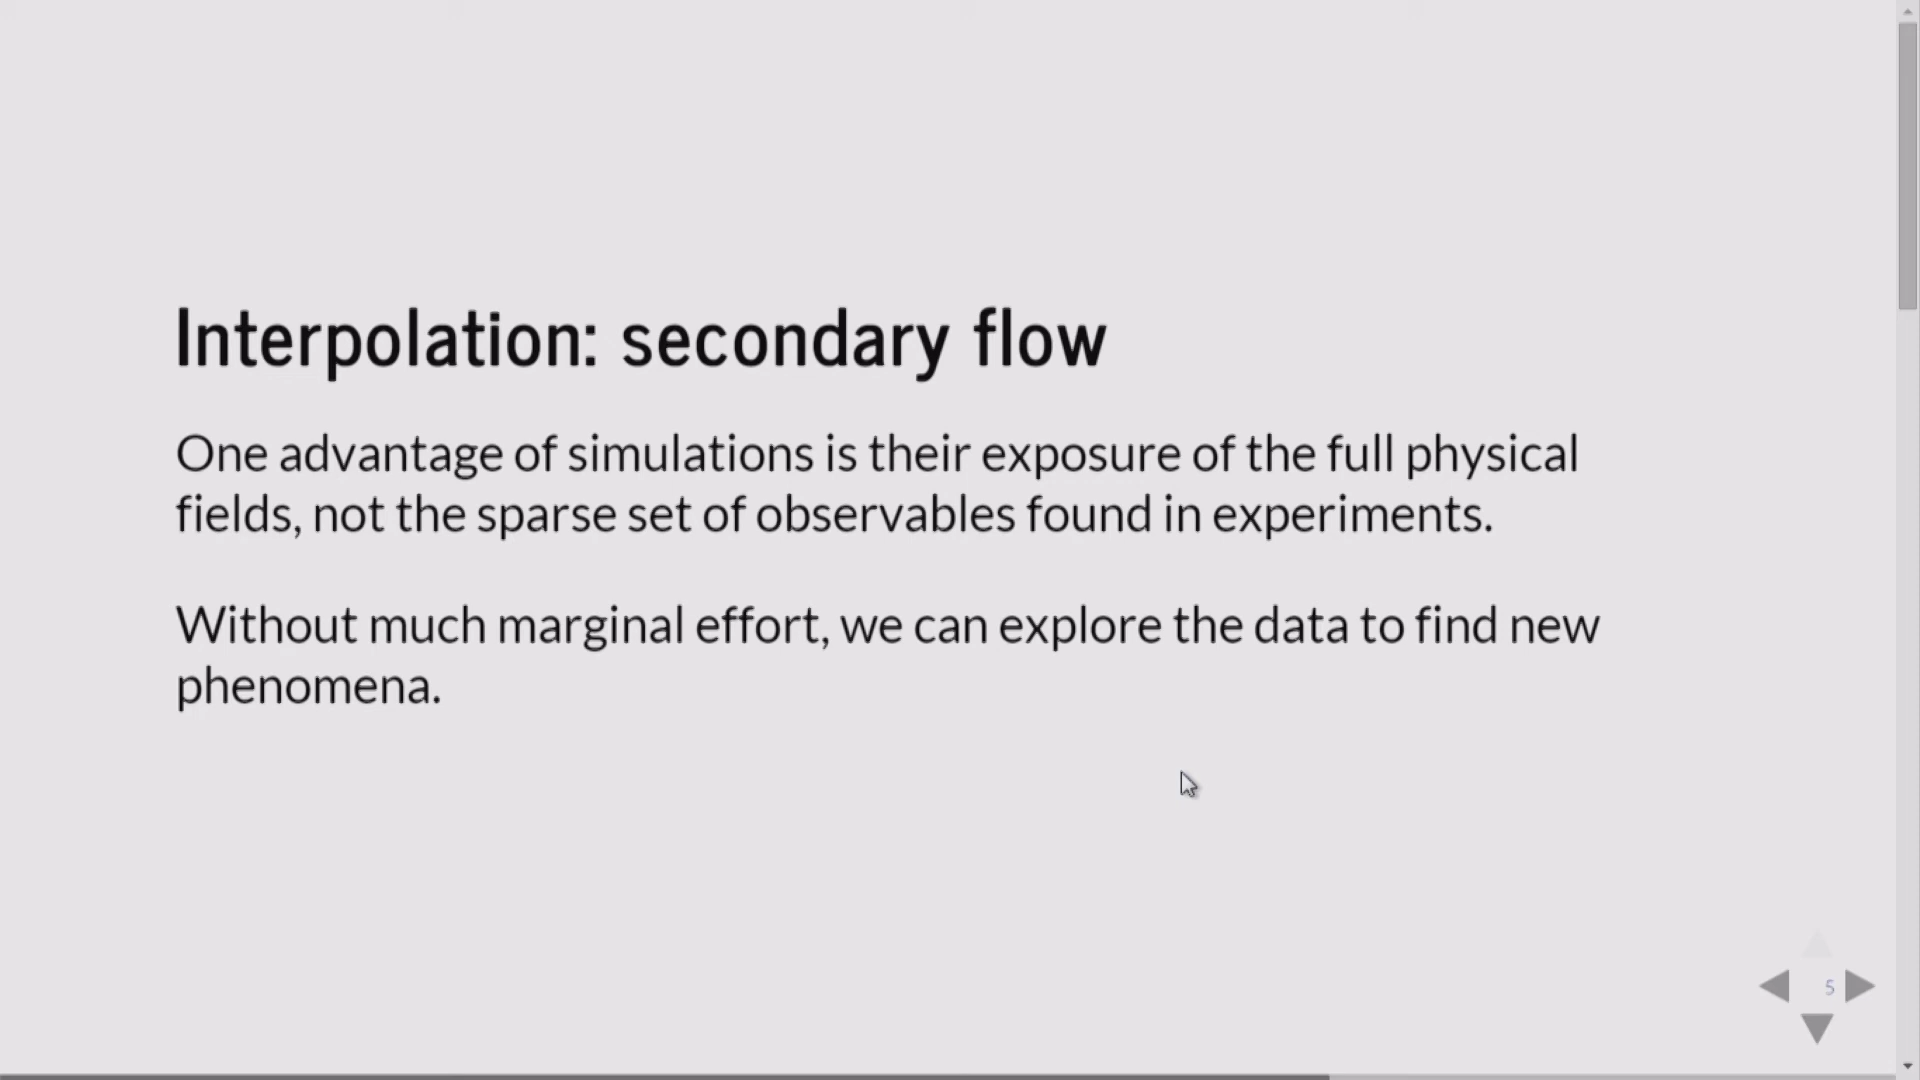 Interpolation: secondary flow
One advantage of simulations is their exposure of the full physical
fields, not the sparse set of observables found in experiments.
Without much marginal effort, we can explore the data to find new
phenomena.
5